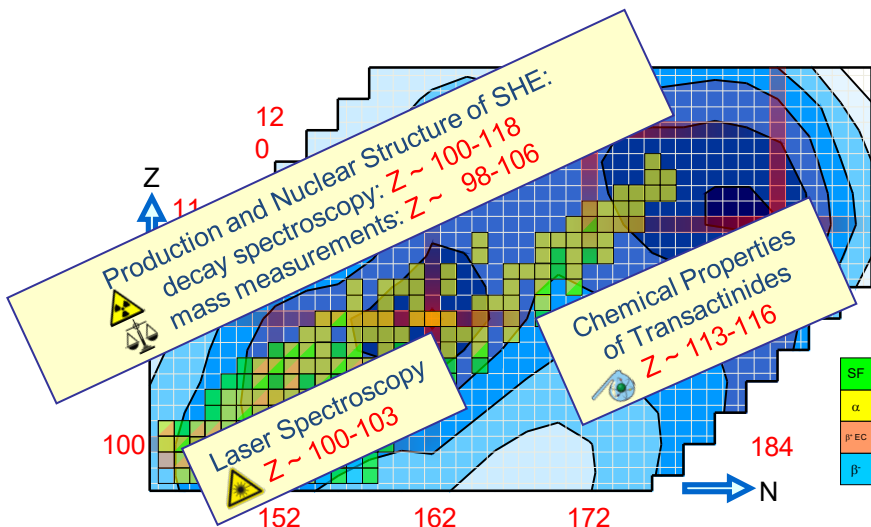 Production and Nuclear Structure of SHE:
decay spectroscopy: Z ~ 100-118
mass measurements: Z ~ 98-106
12
0
Z
11
Chemical Properties
of Transactinides
Z ~ 113-116
Laser Spectroscopy
Z ~ 100-103
SF
α
β⁺ EC
β⁻
100
184
N
152
162
172